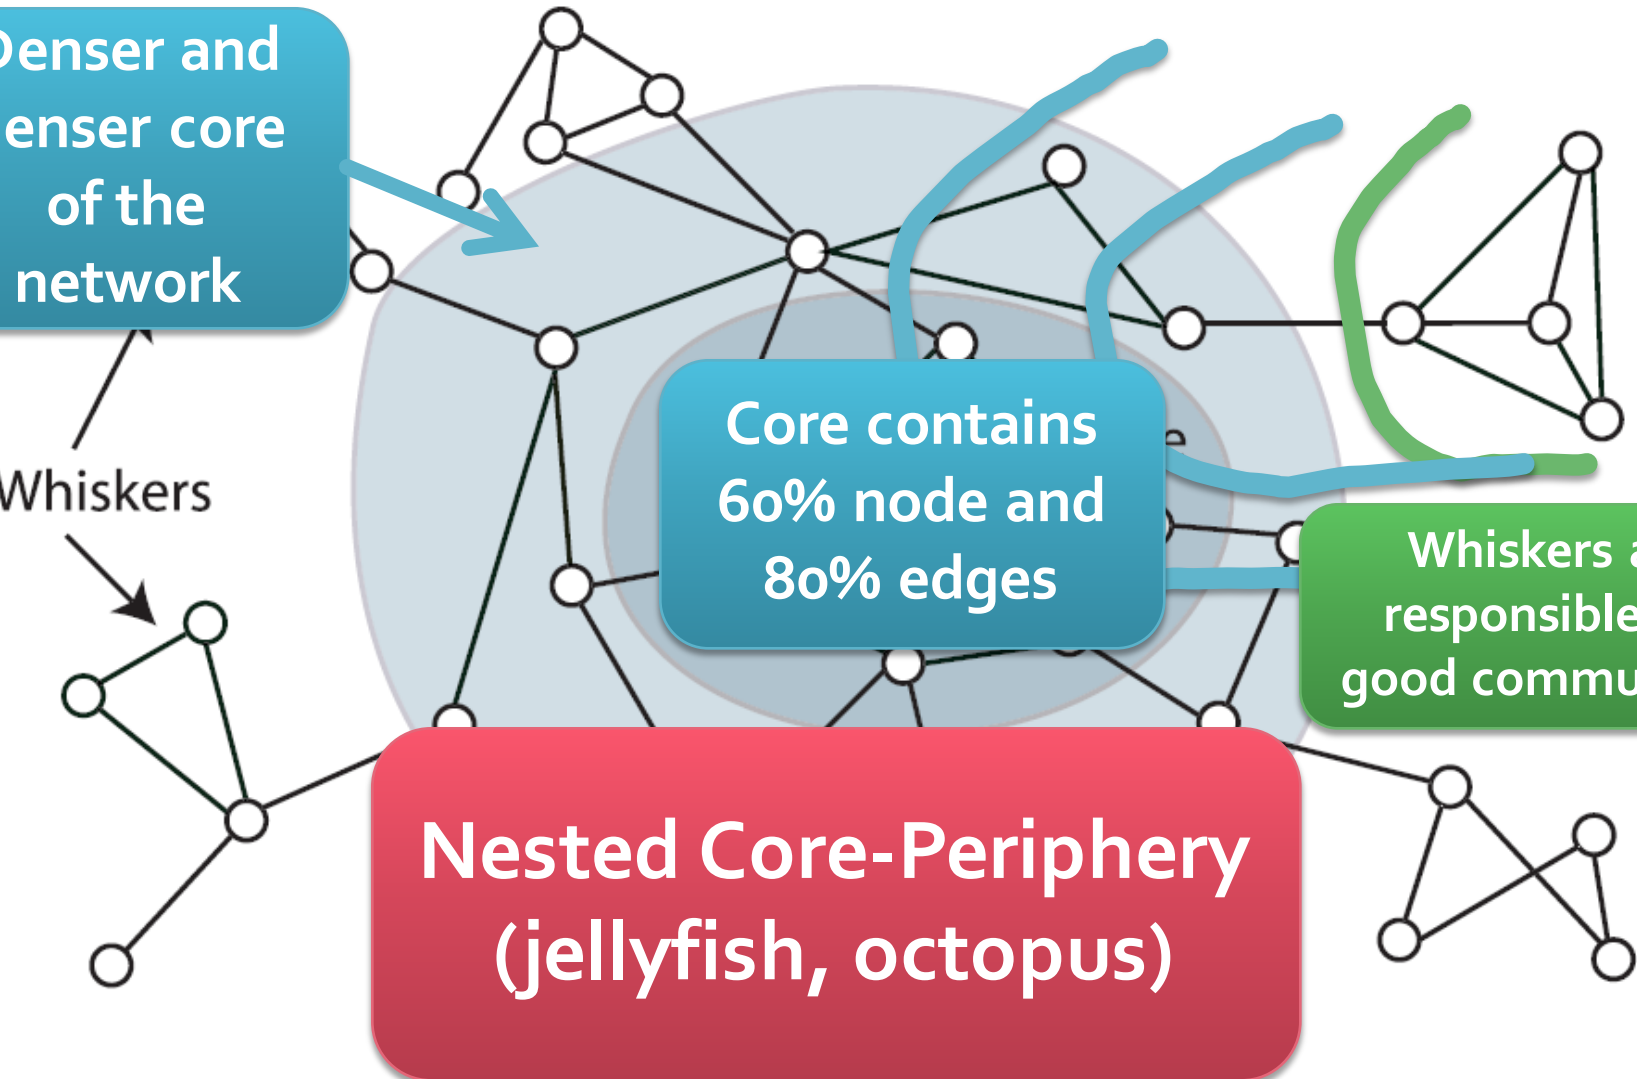 Denser and
denser core
of the
network
Whiskers
Core contains
60% node and
80% edges
Whiskers
responsible
good
Nested Core-Periphery
(jellyfish, octopus)